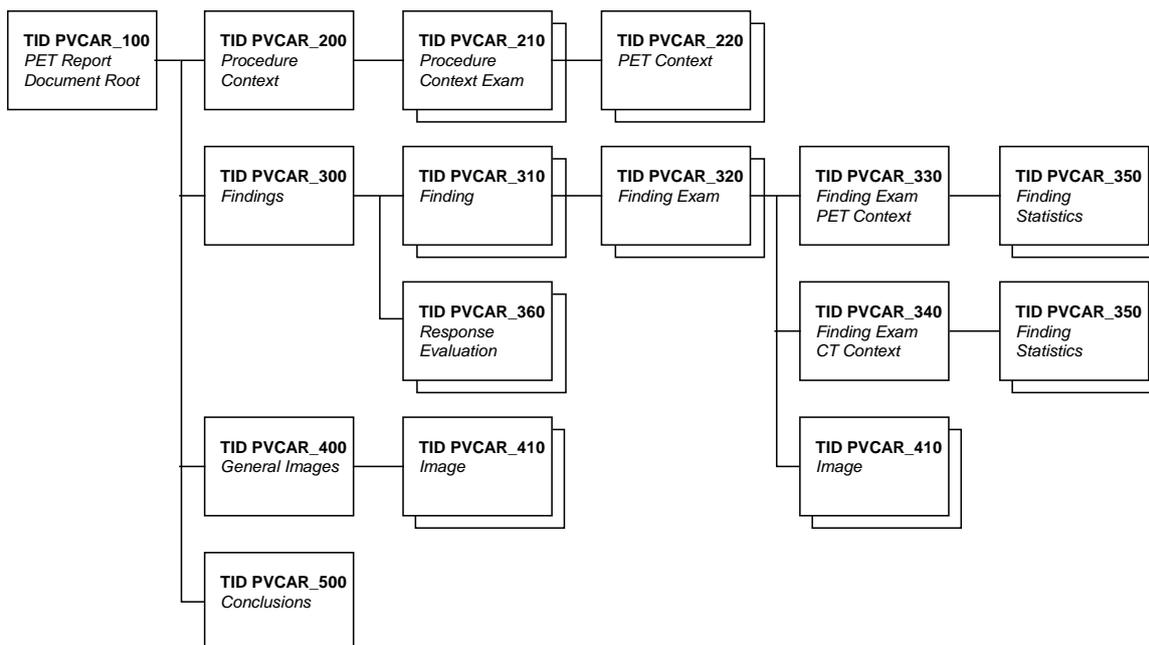 TID PVCAR_100
PET Report
Document Root
TID PVCAR_200
Procedure
Context
TID PVCAR_210
Procedure
Context Exam
TID PVCAR_220
PET Context
TID PVCAR_300
Findings
TID PVCAR_310
Finding
TID PVCAR_320
Finding Exam
TID PVCAR_330
Finding Exam
PET Context
TID PVCAR_350
Finding
Statistics
TID PVCAR_360
Response
Evaluation
TID PVCAR_340
Finding Exam
CT Context
TID PVCAR_350
Finding
Statistics
TID PVCAR_400
General Images
TID PVCAR_410
Image
TID PVCAR_410
Image
TID PVCAR_500
Conclusions